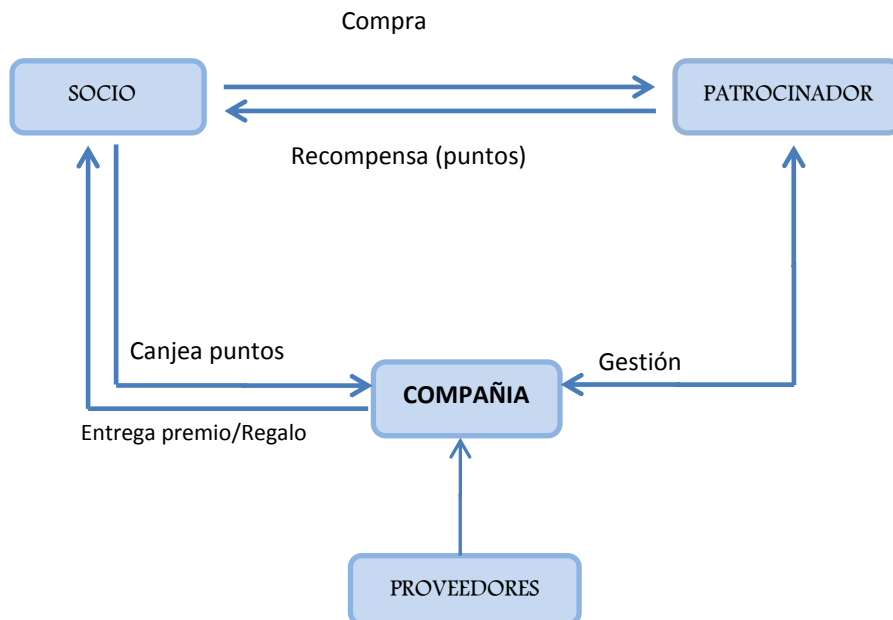 Compra
SOCIO
PATROCINADOR
Recompensa (puntos)
Canjea puntos
Gestión
COMPAÑIA
Entrega premio/Regalo
PROVEEDORES